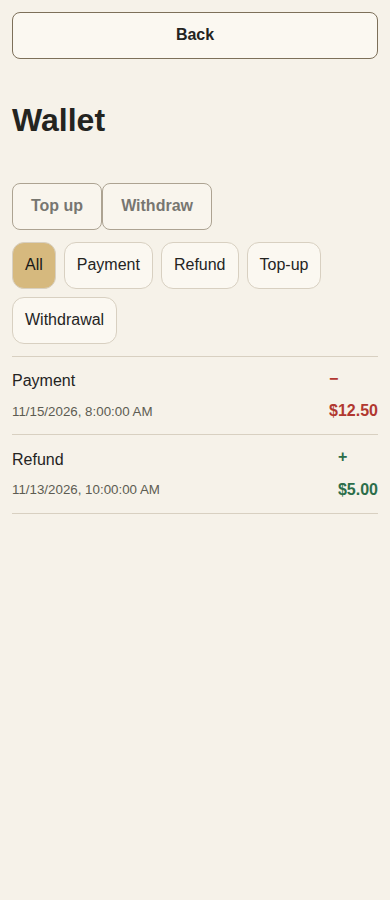 Back
Wallet
Top up Withdraw
All Payment Refund Top-up
Withdrawal
Payment −
11/15/2026, 8:00:00 AM $12.50
Refund +
11/13/2026, 10:00:00 AM $5.00